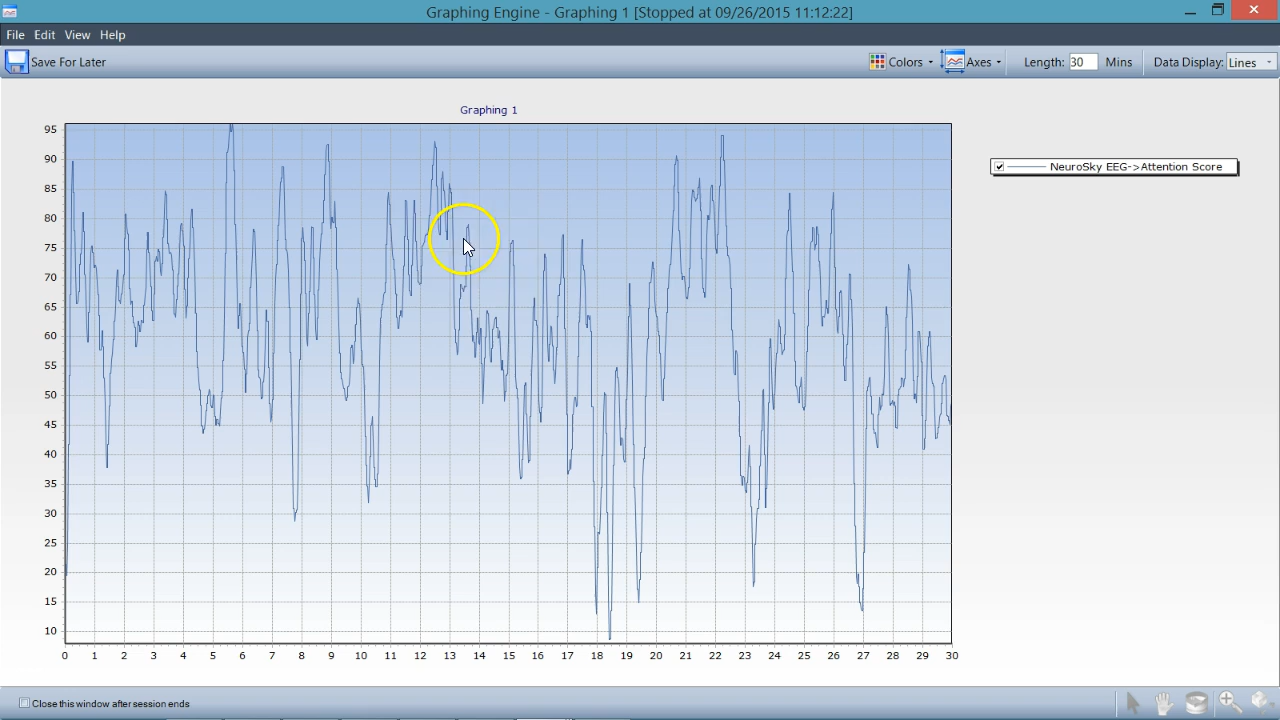 Graphing Engine - Graphing 1 [Stopped at 09/26/2015 11:12:22]
File Edit View Help
Save For Later Colors Axes Length: 30 Mins Data Display: Lines
Graphing 1
NeuroSky EEG->Attention Score
95
90
85
80
75
70
65
60
55
50
45
40
35
30
25
20
15
10
0 1 2 3 4 5 6 7 8 9 10 11 12 13 14 15 16 17 18 19 20 21 22 23 24 25 26 27 28 29 30
Close this window after session ends